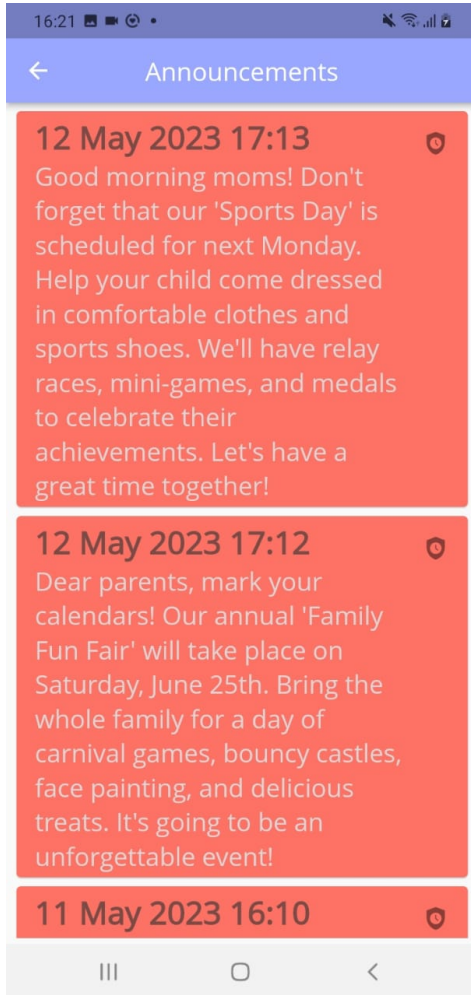 16:21
Announcements
12 May 2023 17:13
Good morning moms! Don't
forget that our 'Sports Day' is
scheduled for next Monday.
Help your child come dressed
in comfortable clothes and
sports shoes. We'll have relay
races, mini-games, and medals
to celebrate their
achievements. Let's have a
great time together!
12 May 2023 17:12
Dear parents, mark your
calendars! Our annual 'Family
Fun Fair' will take place on
Saturday, June 25th. Bring the
whole family for a day of
carnival games, bouncy castles,
face painting, and delicious
treats. It's going to be an
unforgettable event!
11 May 2023 16:10